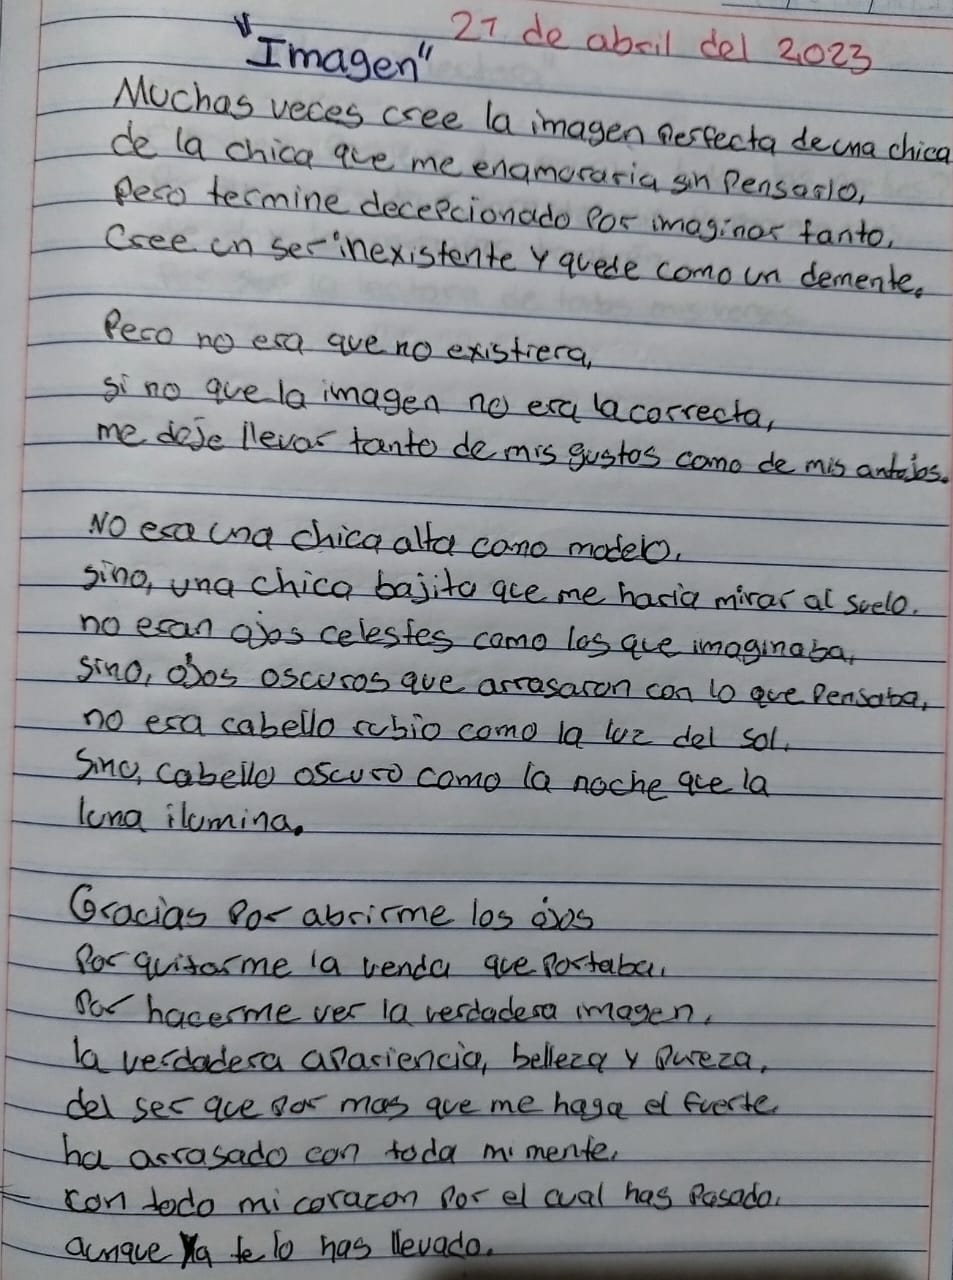 27 de abril del 2023
"Imagen"
Muchas veces cree la imagen perfecta de una chica
de la chica que me enamoraria sin pensarlo,
pero termine decepcionado por imaginar tanto,
Cree un ser inexistente y quede como un demente.
Pero no era que no existiera,
si no que la imagen no era la correcta,
me deje llevar tanto de mis gustos como de mis antojos.
NO era una chica alta como modelo,
sino, una chica bajita que me haria mirar al suelo.
no eran ojos celestes como los que imaginaba,
sino, ojos oscuros que arrasaron con lo que pensaba,
no era cabello rubio como la luz del sol,
Sino, cabello oscuro como la noche que la
luna ilumina.
Gracias por abrirme los ojos
Por quitarme la venda que portaba,
Por hacerme ver la verdadera imagen,
la verdadera apariencia, belleza y pureza,
del ser que por mas que me haga el fuerte
ha arrasado con toda mi mente,
con todo mi corazon por el cual has pasado,
aunque ya te lo has llevado.